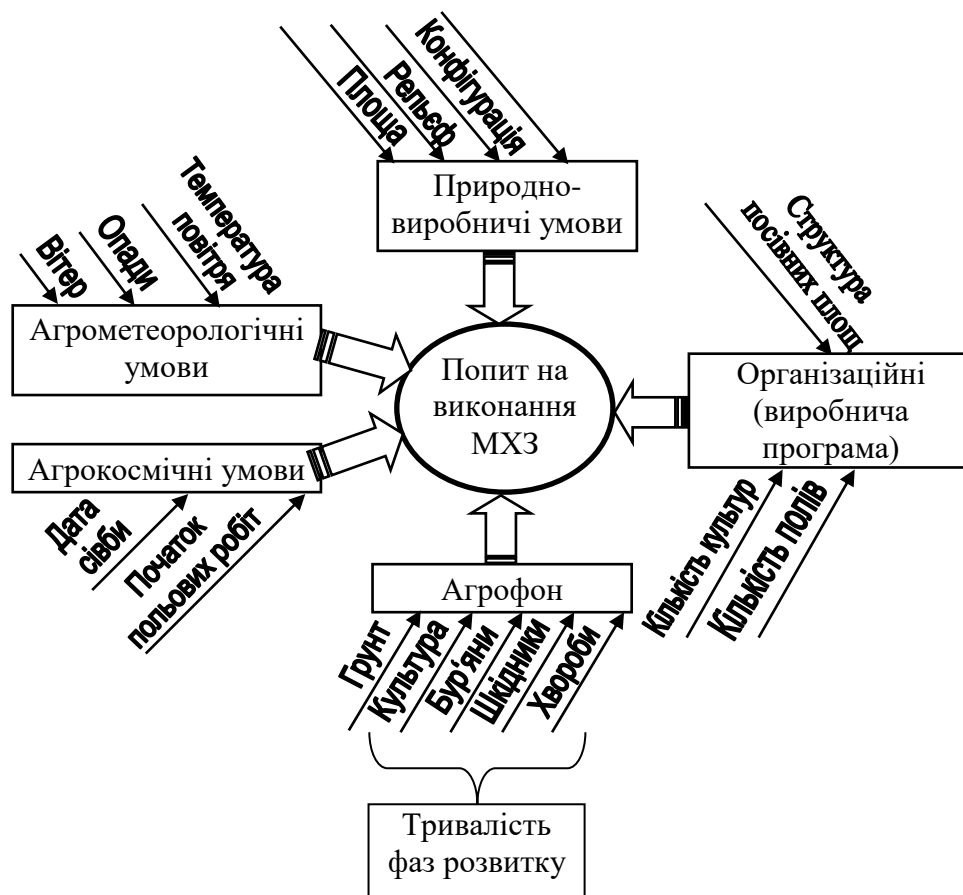 Площа
Рельєф
Конфігурація
Природно-
виробничі умови
Вітер
Опади
Температура
повітря
Агрометеорологічні
умови
Структура
посівних площ
Попит на
виконання
МХЗ
Організаційні
(виробнича
програма)
Агрокосмічні умови
Дата
сівби
Початок
польових робіт
Кількість культур
Кількість полів
Агрофон
Грунт
Культура
Бур‘яни
Шкідники
Хвороби
Тривалість
фаз розвитку